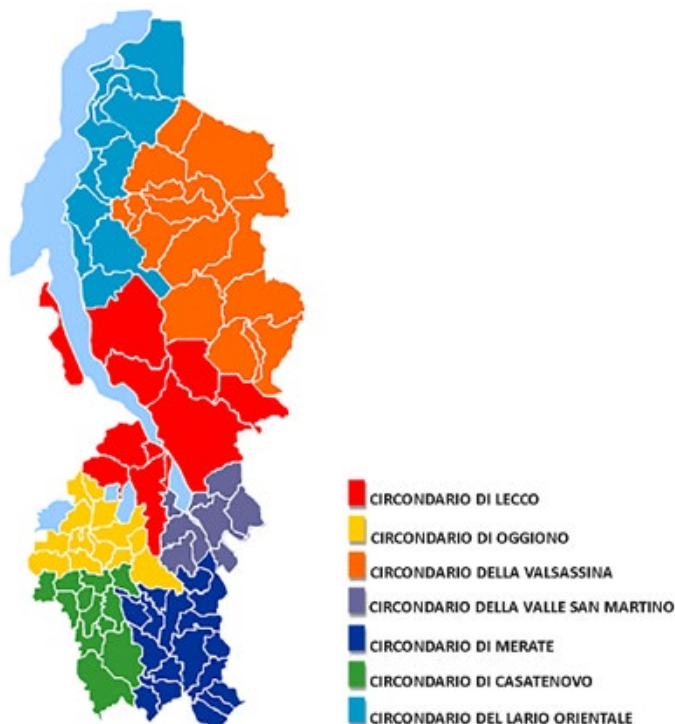 CIRCONDARIO DI LECCO
CIRCONDARIO DI OGGIONO
CIRCONDARIO DELLA VALSASSINA
CIRCONDARIO DELLA VALLE SAN MARTINO
CIRCONDARIO DI MERATE
CIRCONDARIO DI CASATENOVO
CIRCONDARIO DEL LARIO ORIENTALE